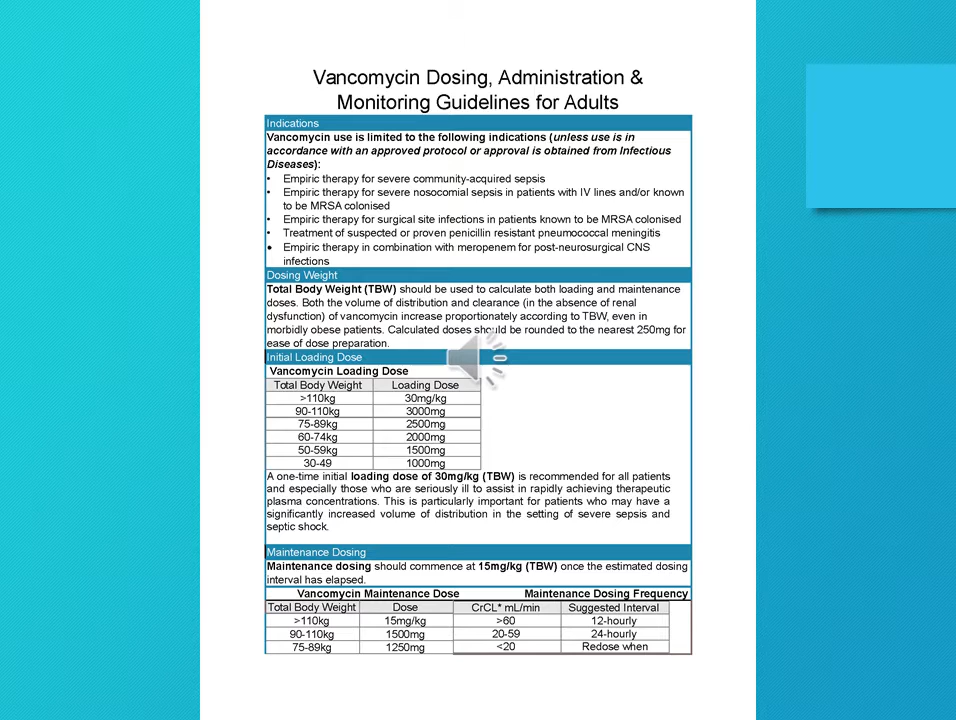 Vancomycin Dosing, Administration &
Monitoring Guidelines for Adults
Indications
Vancomycin use is limited to the following indications (unless use is in
accordance with an approved protocol or approval is obtained from Infectious
Diseases):
• Empiric therapy for severe community-acquired sepsis
• Empiric therapy for severe nosocomial sepsis in patients with IV lines and/or known
to be MRSA colonised
• Empiric therapy for surgical site infections in patients known to be MRSA colonised
• Treatment of suspected or proven penicillin resistant pneumococcal meningitis
• Empiric therapy in combination with meropenem for post-neurosurgical CNS
infections
Dosing Weight
Total Body Weight (TBW) should be used to calculate both loading and maintenance
doses. Both the volume of distribution and clearance (in the absence of renal
dysfunction) of vancomycin increase proportionately according to TBW, even in
morbidly obese patients. Calculated doses should be rounded to the nearest 250mg for
ease of dose preparation.
Initial Loading Dose
Vancomycin Loading Dose
Total Body Weight Loading Dose
>110kg 30mg/kg
90-110kg 3000mg
75-89kg 2500mg
60-74kg 2000mg
50-59kg 1500mg
30-49 1000mg
A one-time initial loading dose of 30mg/kg (TBW) is recommended for all patients
and especially those who are seriously ill to assist in rapidly achieving therapeutic
plasma concentrations. This is particularly important for patients who may have a
significantly increased volume of distribution in the setting of severe sepsis and
septic shock.
Maintenance Dosing
Maintenance dosing should commence at 15mg/kg (TBW) once the estimated dosing
interval has elapsed.
Vancomycin Maintenance Dose Maintenance Dosing Frequency
Total Body Weight Dose CrCL* mL/min Suggested Interval
>110kg 15mg/kg >60 12-hourly
90-110kg 1500mg 20-59 24-hourly
75-89kg 1250mg <20 Redose when